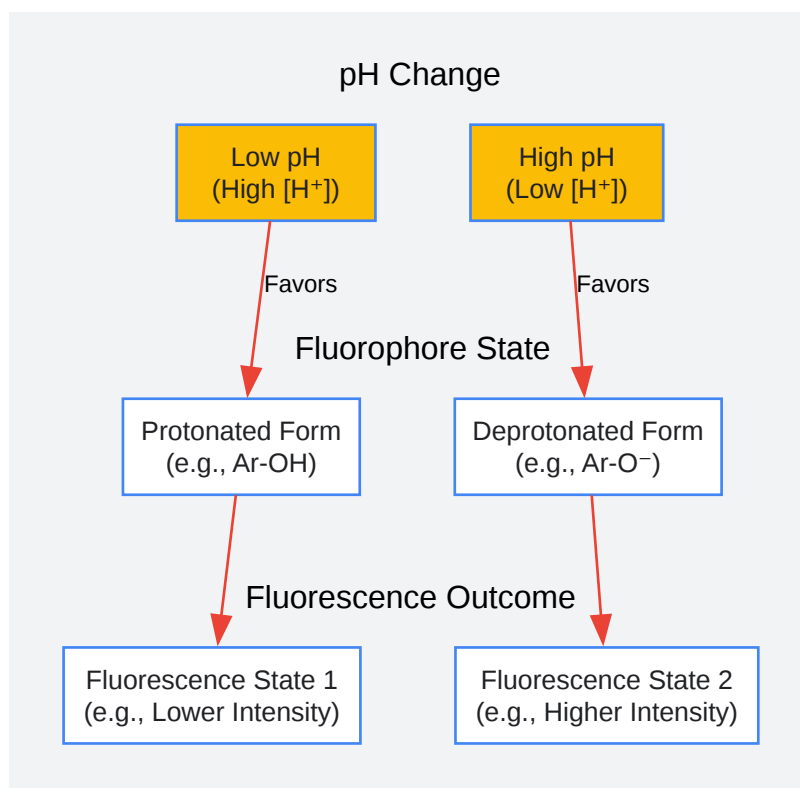 pH Change
Low pH
(High [H⁺])
High pH
(Low [H⁺])
Favors
Favors
Fluorophore State
Protonated Form
(e.g., Ar-OH)
Deprotonated Form
(e.g., Ar-O⁻)
Fluorescence Outcome
Fluorescence State 1
(e.g., Lower Intensity)
Fluorescence State 2
(e.g., Higher Intensity)